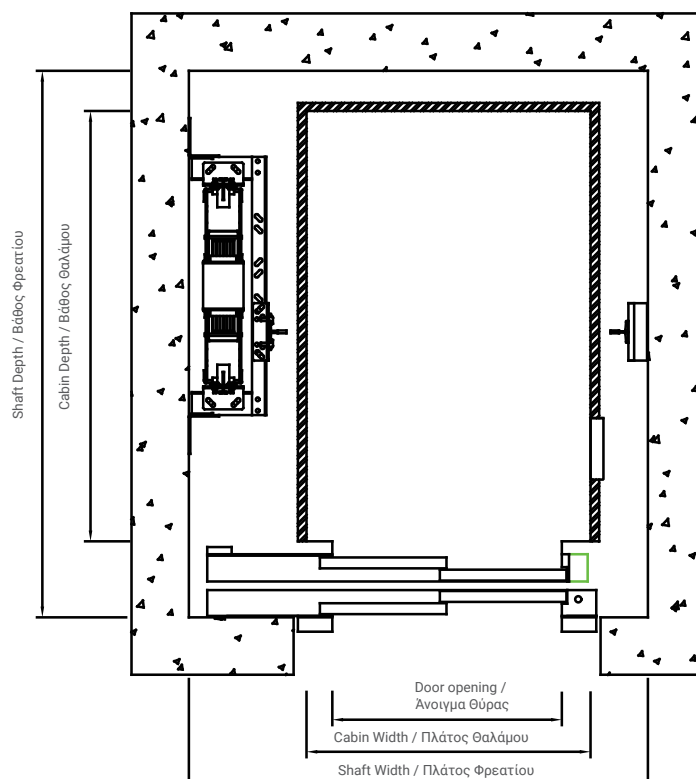 Shaft Depth / Βάθος Φρεατίου
Cabin Depth / Βάθος Θαλάμου
Door opening /
Άνοιγμα Θύρας
Cabin Width / Πλάτος Θαλάμου
Shaft Width / Πλάτος Φρεατίου